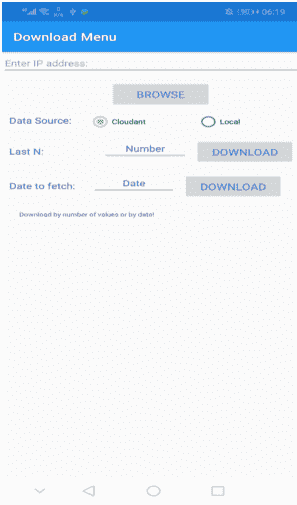 06:19
Download Menu
Enter IP address:
BROWSE
Data Source: Cloudant Local
Last N: Number DOWNLOAD
Date to fetch: Date DOWNLOAD
Download by number of values or by date!